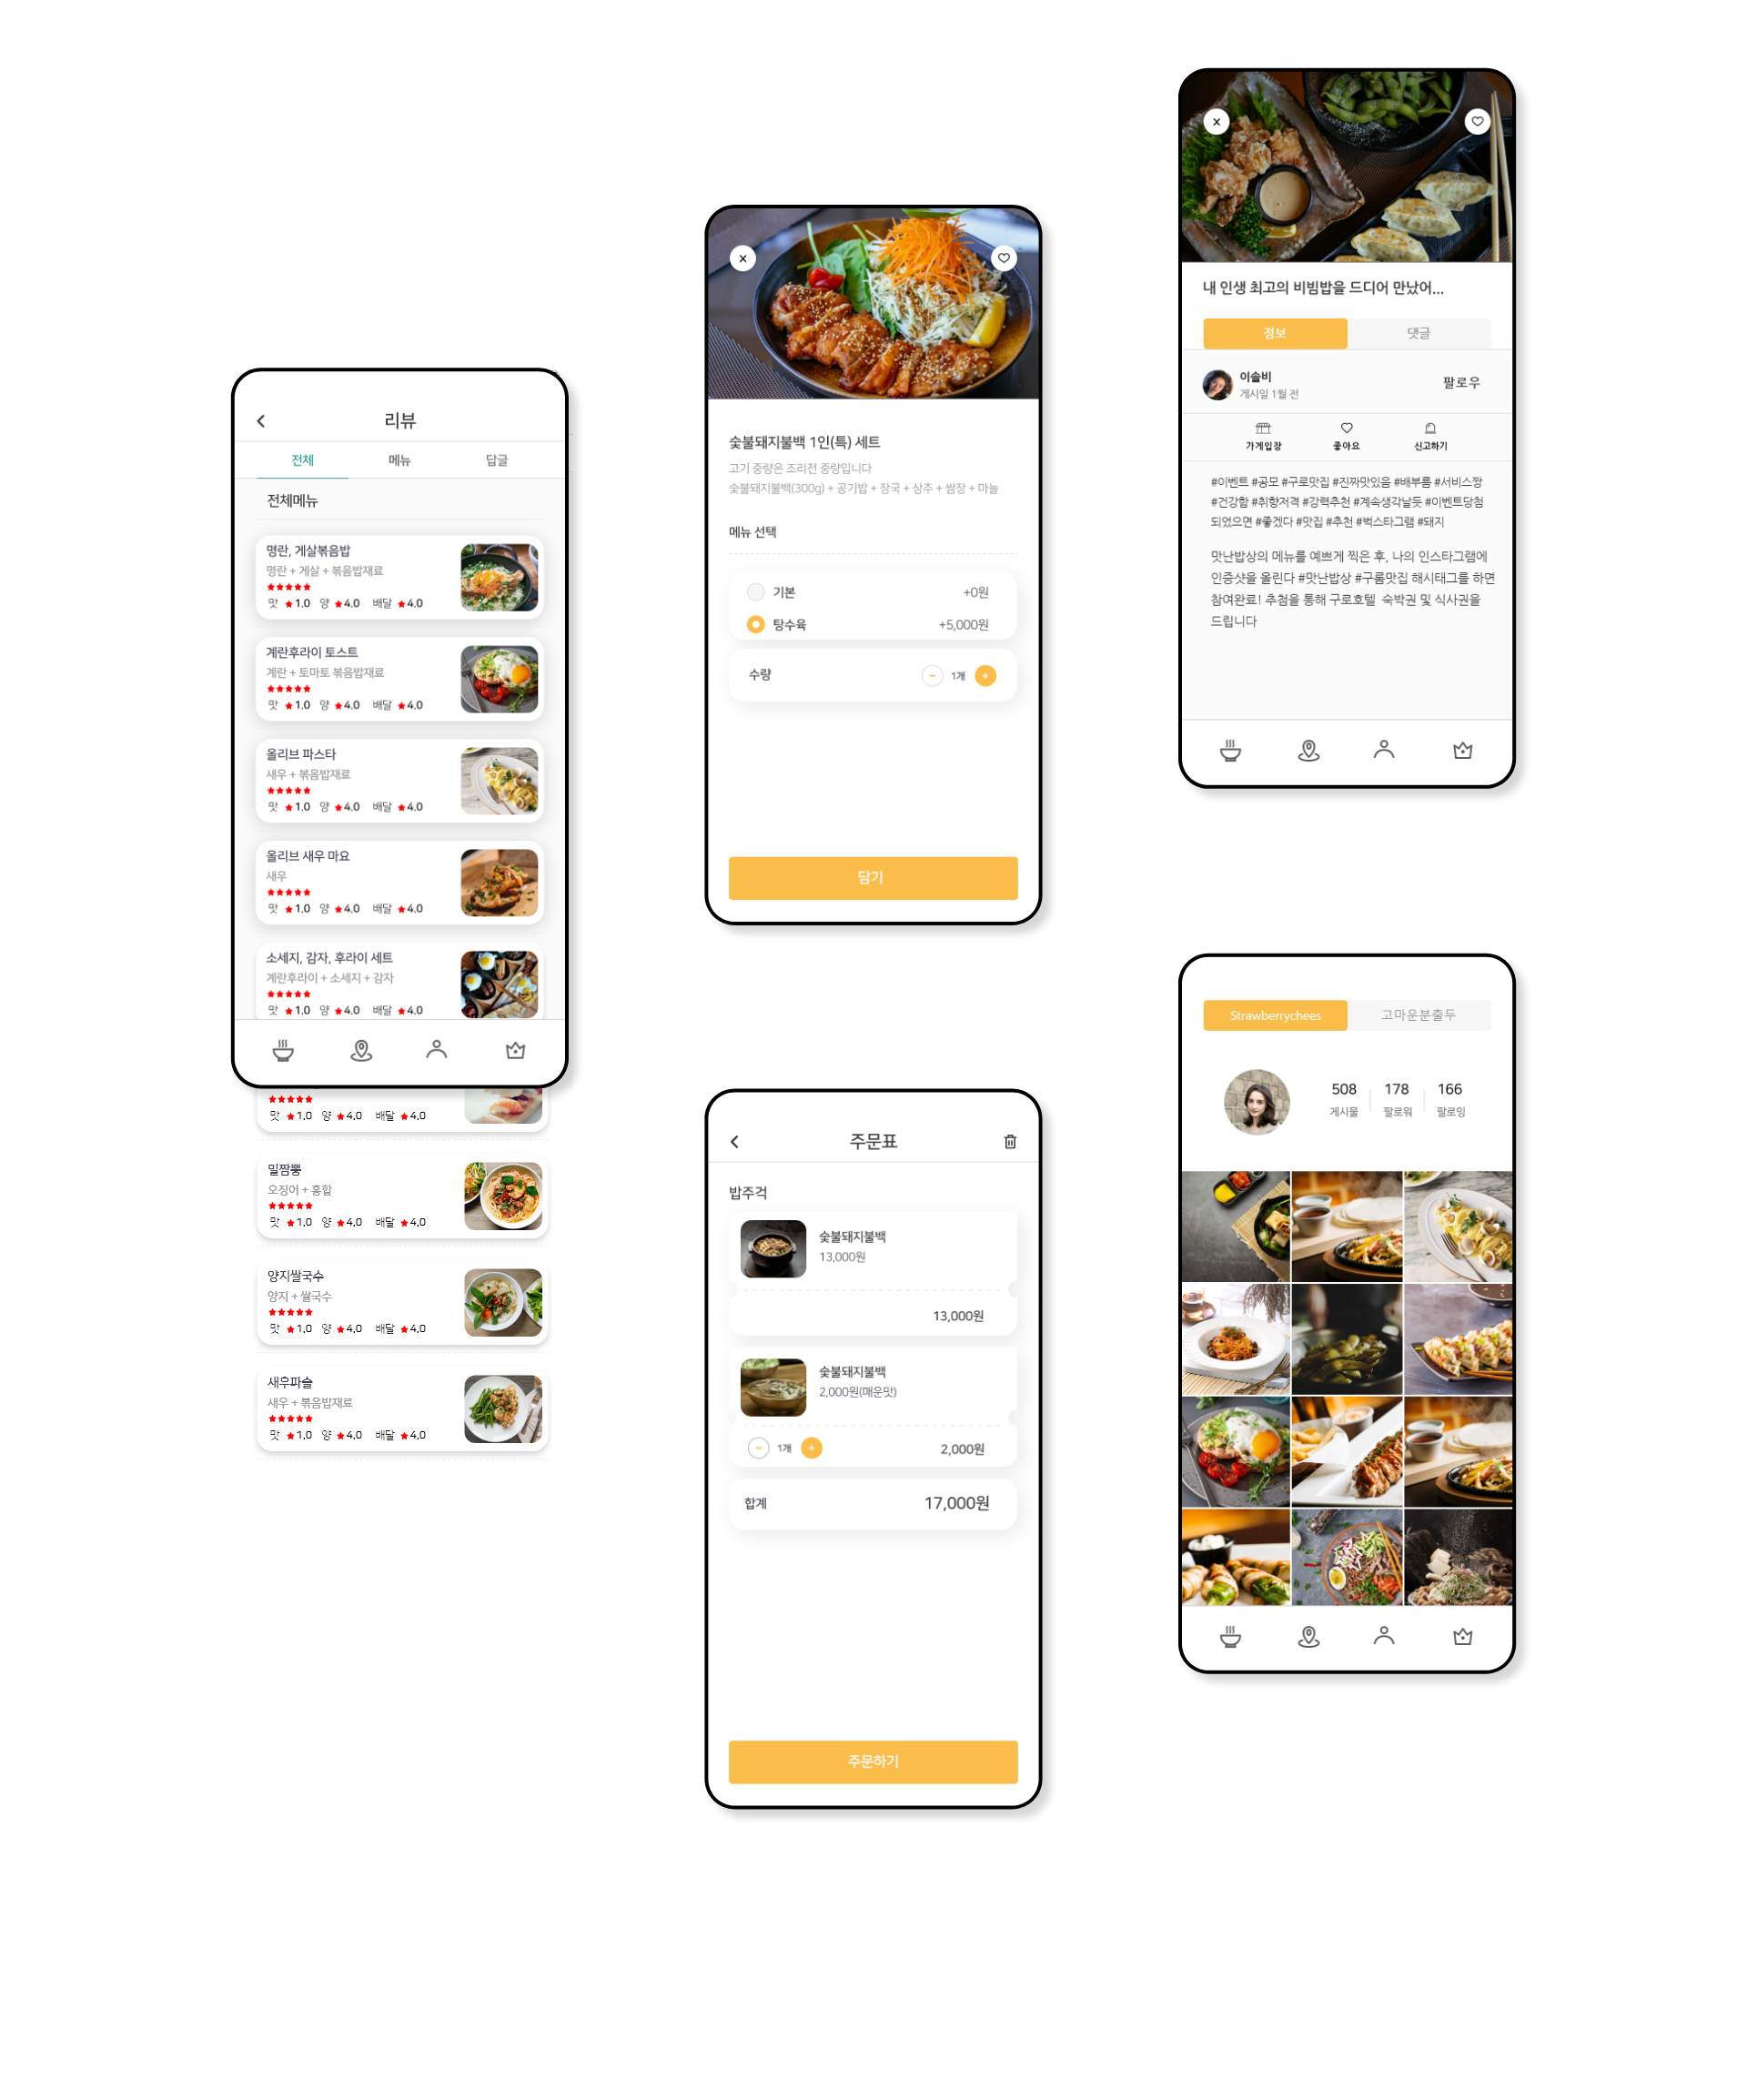 리뷰
전체 메뉴 답글
전체메뉴
명란, 게살볶음밥
명란 + 게살 + 볶음밥재료
맛 ★1.0 양 ★4.0 배달 ★4.0
계란후라이 토스트
계란 + 토마토 볶음밥재료
맛 ★1.0 양 ★4.0 배달 ★4.0
올리브 파스타
새우 + 볶음밥재료
맛 ★1.0 양 ★4.0 배달 ★4.0
올리브 새우 마요
새우
맛 ★1.0 양 ★4.0 배달 ★4.0
소세지, 감자, 후라이 세트
계란후라이 + 소세지 + 감자
맛 ★1.0 양 ★4.0 배달 ★4.0
맛 ★1.0 양 ★4.0 배달 ★4.0
밀짬뽕
오징어 + 홍합
맛 ★1.0 양 ★4.0 배달 ★4.0
양지쌀국수
양지 + 쌀국수
맛 ★1.0 양 ★4.0 배달 ★4.0
새우파슬
새우 + 볶음밥재료
맛 ★1.0 양 ★4.0 배달 ★4.0
숯불돼지불백 1인(특) 세트
고기 중량은 조리전 중량입니다
숯불돼지불백(300g) + 공기밥 + 장국 + 상추 + 쌈장 + 마늘
메뉴 선택
기본 +0원
탕수육 +5,000원
수량 1개
담기
주문표
밥주걱
숯불돼지불백
13,000원
13,000원
숯불돼지불백
2,000원(매운맛)
1개 2,000원
합계 17,000원
주문하기
내 인생 최고의 비빔밥을 드디어 만났어...
정보 댓글
이솔비
게시일 1월 전
팔로우
가게입장 좋아요 신고하기
#이벤트 #공모 #구로맛집 #진짜맛있음 #배부름 #서비스짱
#건강함 #취향저격 #강력추천 #계속생각날듯 #이벤트당첨
되었으면 #좋겠다 #맛집 #추천 #벅스타그램 #돼지
맛난밥상의 메뉴를 예쁘게 찍은 후, 나의 인스타그램에
인증샷을 올린다 #맛난밥상 #구롬맛집 해시태그를 하면
참여완료! 추첨을 통해 구로호텔 숙박권 및 식사권을
드립니다
Strawberrychees 고마운분출두
508 178 166
게시물 팔로워 팔로잉